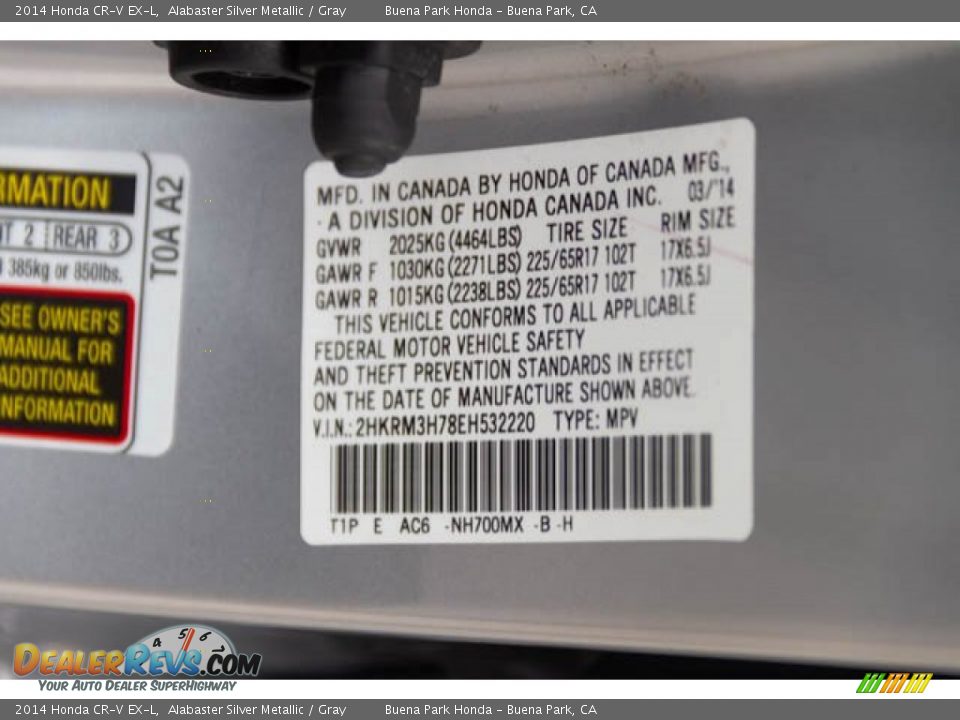 2014 Honda CR-V EX-L,  Alabaster Silver Metallic / Gray     Buena Park Honda - Buena Park, CA
RMATION
T 2 REAR 3
385kg or 850lbs.
T0A A2
SEE OWNER'S
MANUAL FOR
ADDITIONAL
NFORMATION
MFD. IN CANADA BY HONDA OF CANADA MFG.,
· A DIVISION OF HONDA CANADA INC. 03/'14
GVWR 2025KG (4464LBS) TIRE SIZE RIM SIZE
GAWR F 1030KG (2271LBS) 225/65R17 102T 17X6.5J
GAWR R 1015KG (2238LBS) 225/65R17 102T 17X6.5J
THIS VEHICLE CONFORMS TO ALL APPLICABLE
FEDERAL MOTOR VEHICLE SAFETY
AND THEFT PREVENTION STANDARDS IN EFFECT
ON THE DATE OF MANUFACTURE SHOWN ABOVE.
V.I.N.: 2HKRM3H78EH532220 TYPE: MPV
T1P E AC6 -NH700MX -B -H
4 5 6 7
DEALERREVS.COM
YOUR AUTO DEALER SUPERHIGHWAY
2014 Honda CR-V EX-L,  Alabaster Silver Metallic / Gray     Buena Park Honda - Buena Park, CA